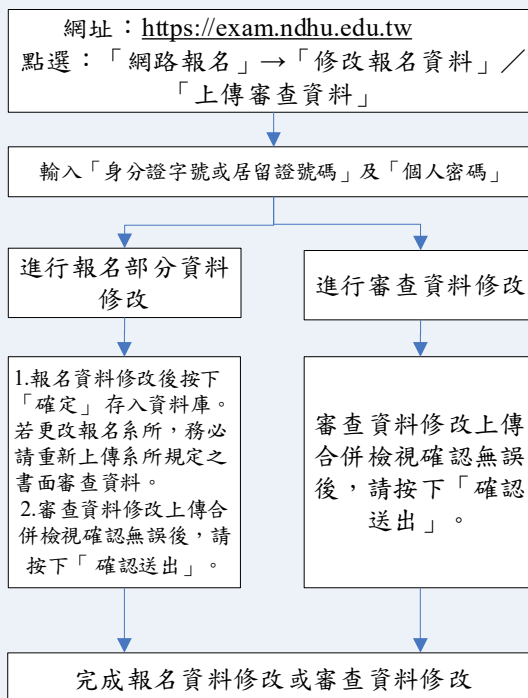 網址：https://exam.ndhu.edu.tw
點選：「網路報名」→「修改報名資料」／
「上傳審查資料」
輸入「身分證字號或居留證號碼」及「個人密碼」
進行報名部分資料
修改
進行審查資料修改
1.報名資料修改後按下
「確定」 存入資料庫。
若更改報名系所，務必
請重新上傳系所規定之
書面審查資料。
2.審查資料修改上傳合
併檢視確認無誤後，請
按下「 確認送出」。
審查資料修改上傳
合併檢視確認無誤
後，請按下「確認
送出」。
完成報名資料修改或審查資料修改